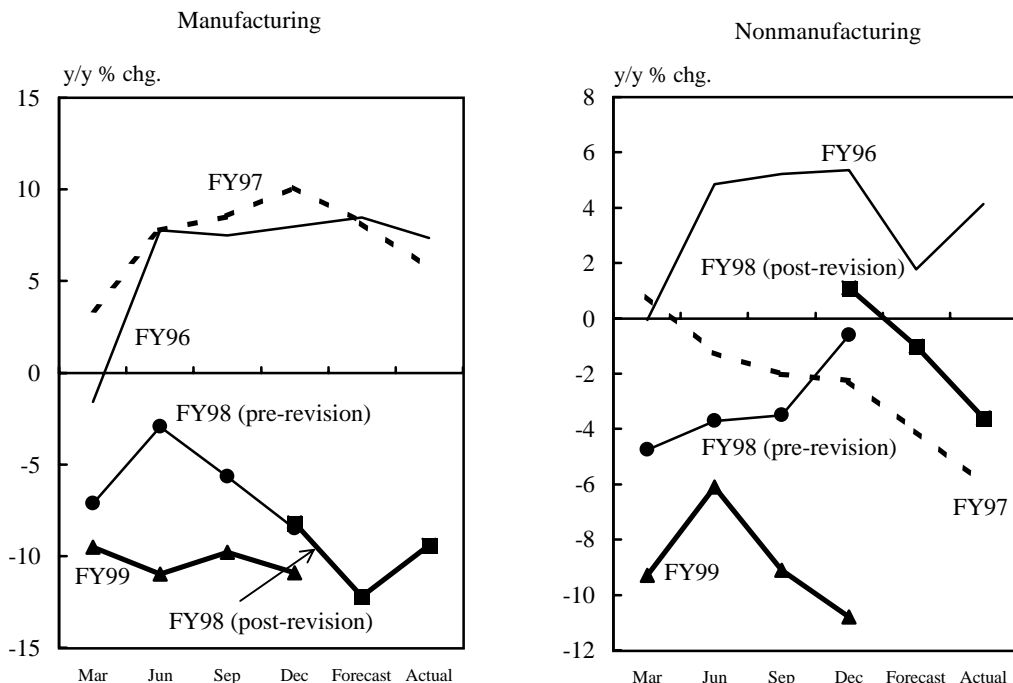 Manufacturing
y/y % chg.
15
10
5
0
-5
-10
-15
FY97
FY96
FY98 (pre-revision)
FY99
FY98 (post-revision)
Mar Jun Sep Dec Forecast Actual
Nonmanufacturing
y/y % chg.
8
6
4
2
0
-2
-4
-6
-8
-10
-12
FY96
FY98 (post-revision)
FY98 (pre-revision)
FY97
FY99
Mar Jun Sep Dec Forecast Actual